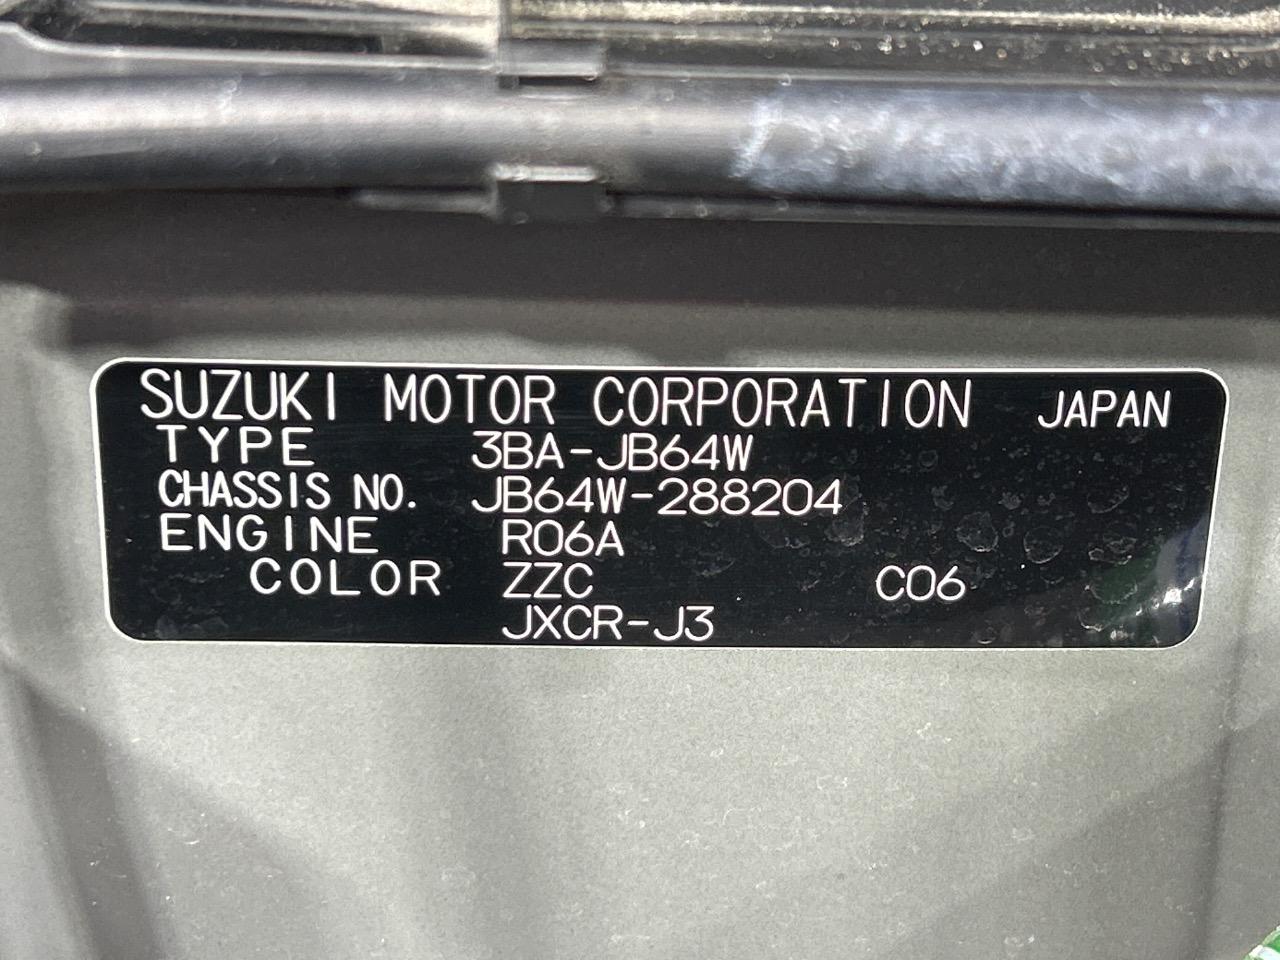 SUZUKI MOTOR CORPORATION JAPAN
TYPE 3BA-JB64W
CHASSIS NO. JB64W-288204
ENGINE R06A
COLOR ZZC C06
JXCR-J3